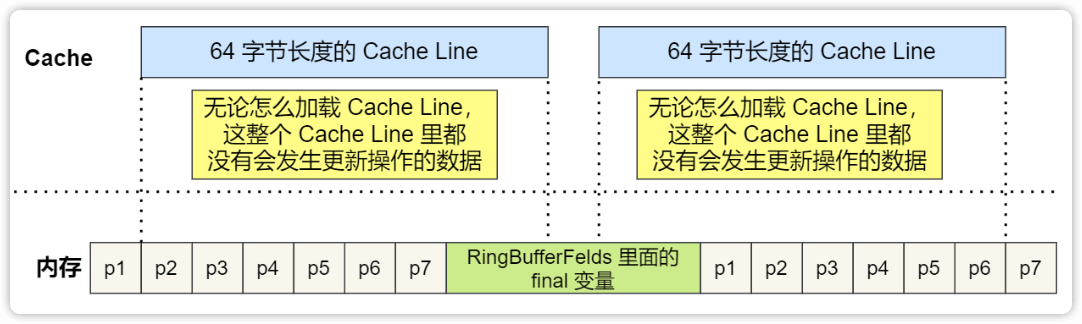 Cache
64 字节长度的 Cache Line
64 字节长度的 Cache Line
无论怎么加载 Cache Line，
这整个 Cache Line 里都
没有会发生更新操作的数据
无论怎么加载 Cache Line，
这整个 Cache Line 里都
没有会发生更新操作的数据
内存
p1
p2
p3
p4
p5
p6
p7
RingBufferFelds 里面的
final 变量
p1
p2
p3
p4
p5
p6
p7